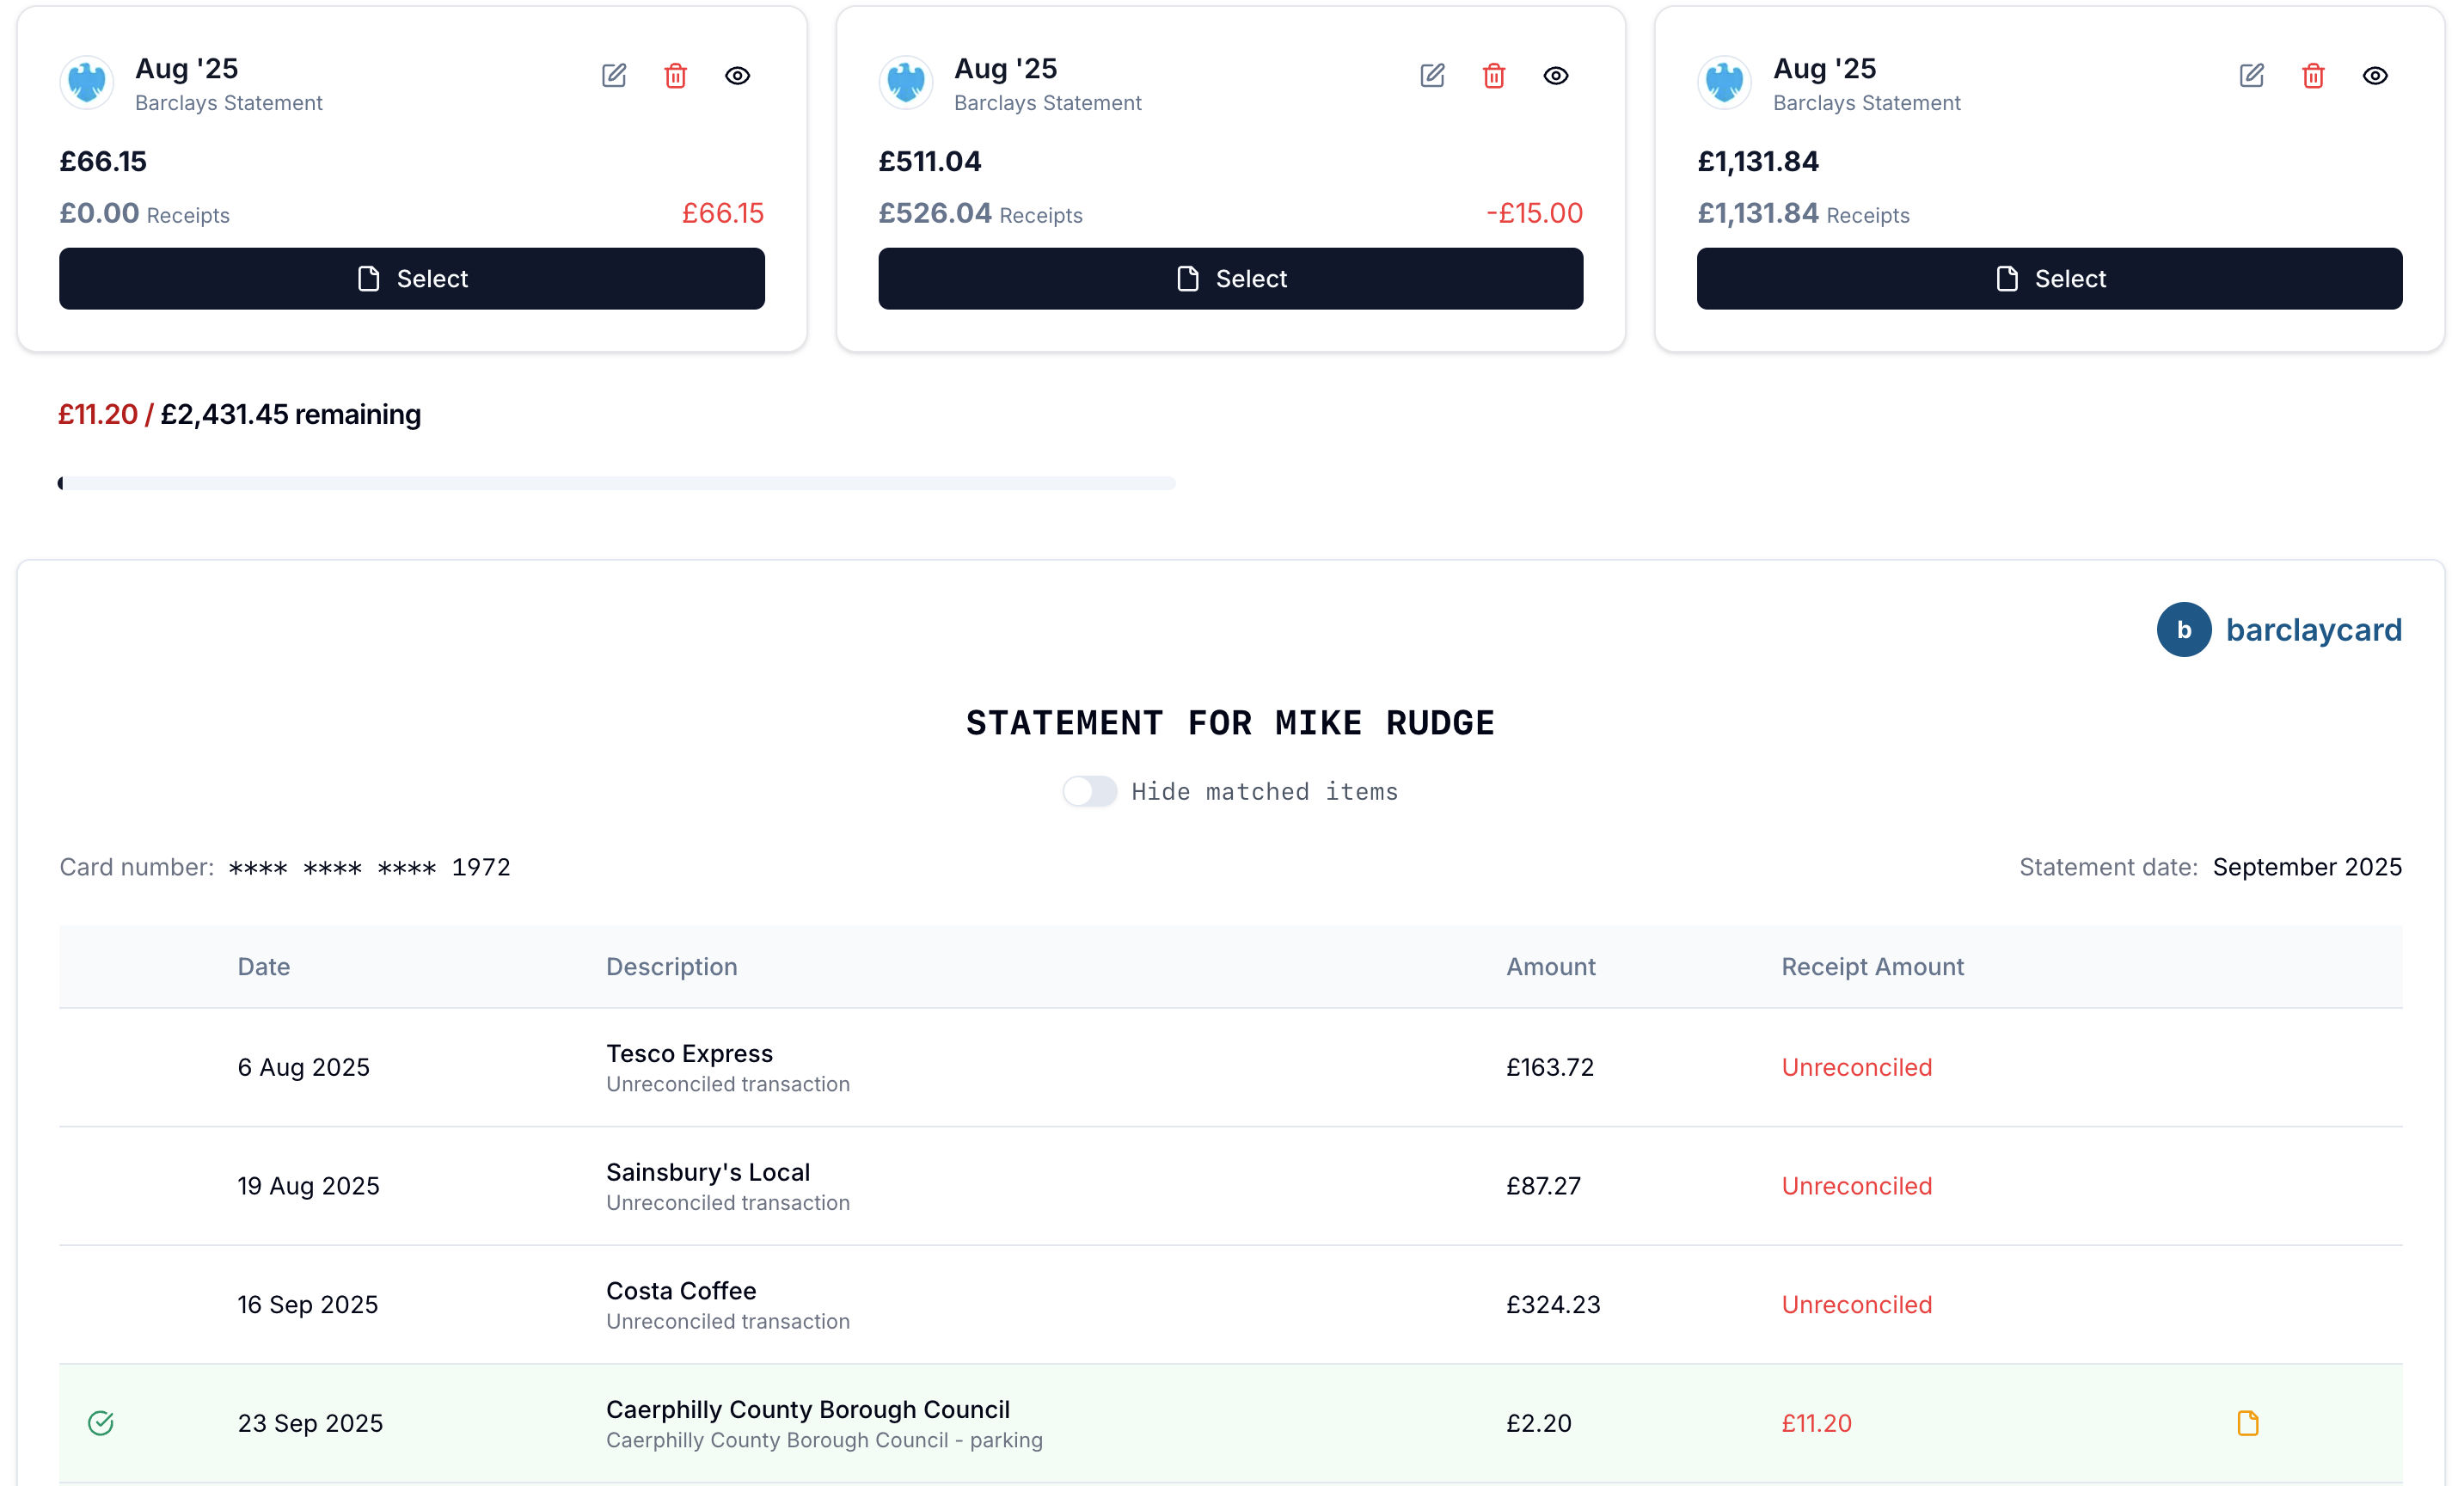 Aug '25
Barclays Statement
£66.15
£0.00 Receipts £66.15
Select
Aug '25
Barclays Statement
£511.04
£526.04 Receipts -£15.00
Select
Aug '25
Barclays Statement
£1,131.84
£1,131.84 Receipts
Select
£11.20 / £2,431.45 remaining
b barclaycard
STATEMENT FOR MIKE RUDGE
Hide matched items
Card number: **** **** **** 1972 Statement date: September 2025
Date Description Amount Receipt Amount
6 Aug 2025 Tesco Express £163.72 Unreconciled
Unreconciled transaction
19 Aug 2025 Sainsbury's Local £87.27 Unreconciled
Unreconciled transaction
16 Sep 2025 Costa Coffee £324.23 Unreconciled
Unreconciled transaction
23 Sep 2025 Caerphilly County Borough Council £2.20 £11.20
Caerphilly County Borough Council - parking